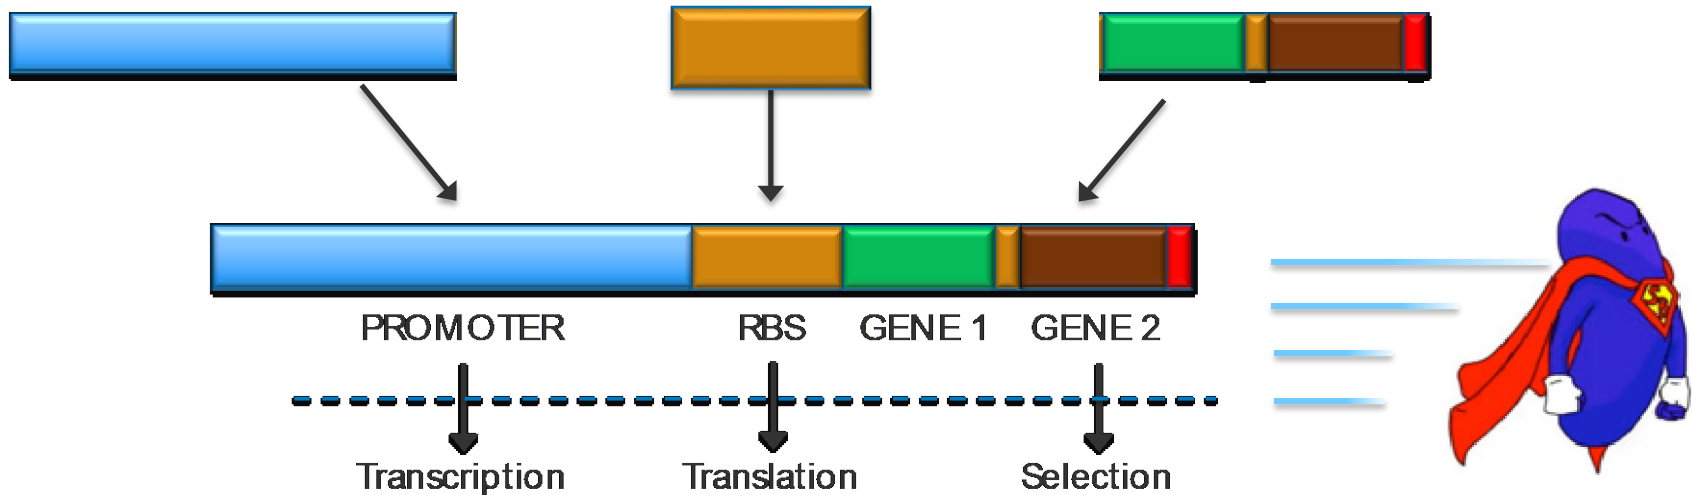 PROMOTER RBS GENE 1 GENE 2
Transcription Translation Selection